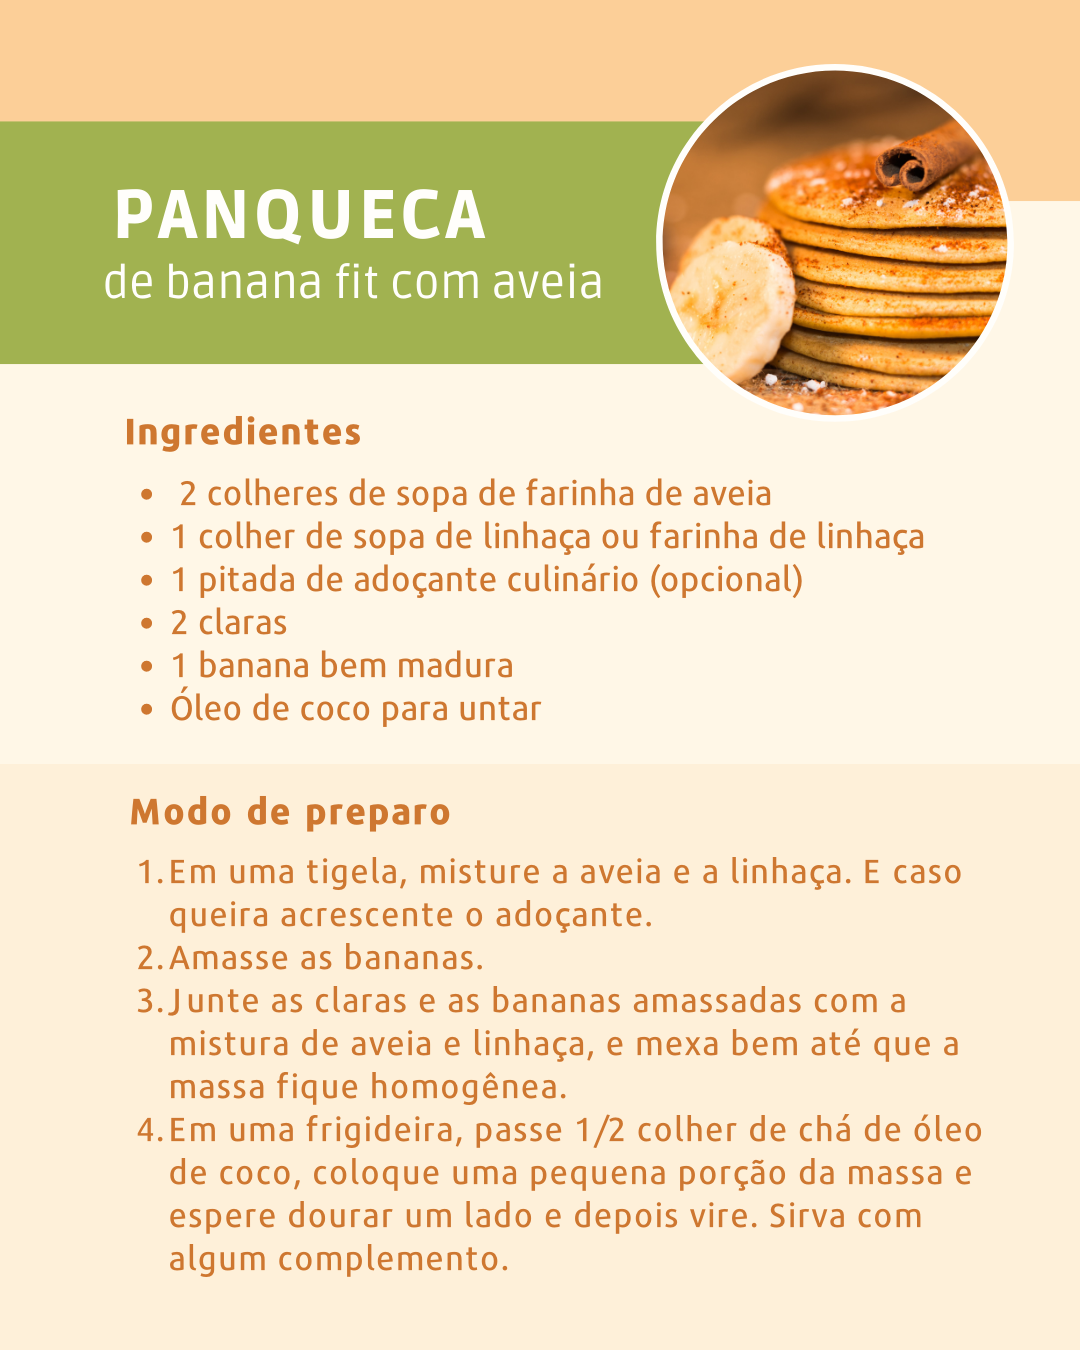 PANQUECA
de banana fit com aveia
Ingredientes
• 2 colheres de sopa de farinha de aveia
• 1 colher de sopa de linhaça ou farinha de linhaça
• 1 pitada de adoçante culinário (opcional)
• 2 claras
• 1 banana bem madura
• Óleo de coco para untar
Modo de preparo
1. Em uma tigela, misture a aveia e a linhaça. E caso
queira acrescente o adoçante.
2. Amasse as bananas.
3. Junte as claras e as bananas amassadas com a
mistura de aveia e linhaça, e mexa bem até que a
massa fique homogênea.
4. Em uma frigideira, passe 1/2 colher de chá de óleo
de coco, coloque uma pequena porção da massa e
espere dourar um lado e depois vire. Sirva com
algum complemento.